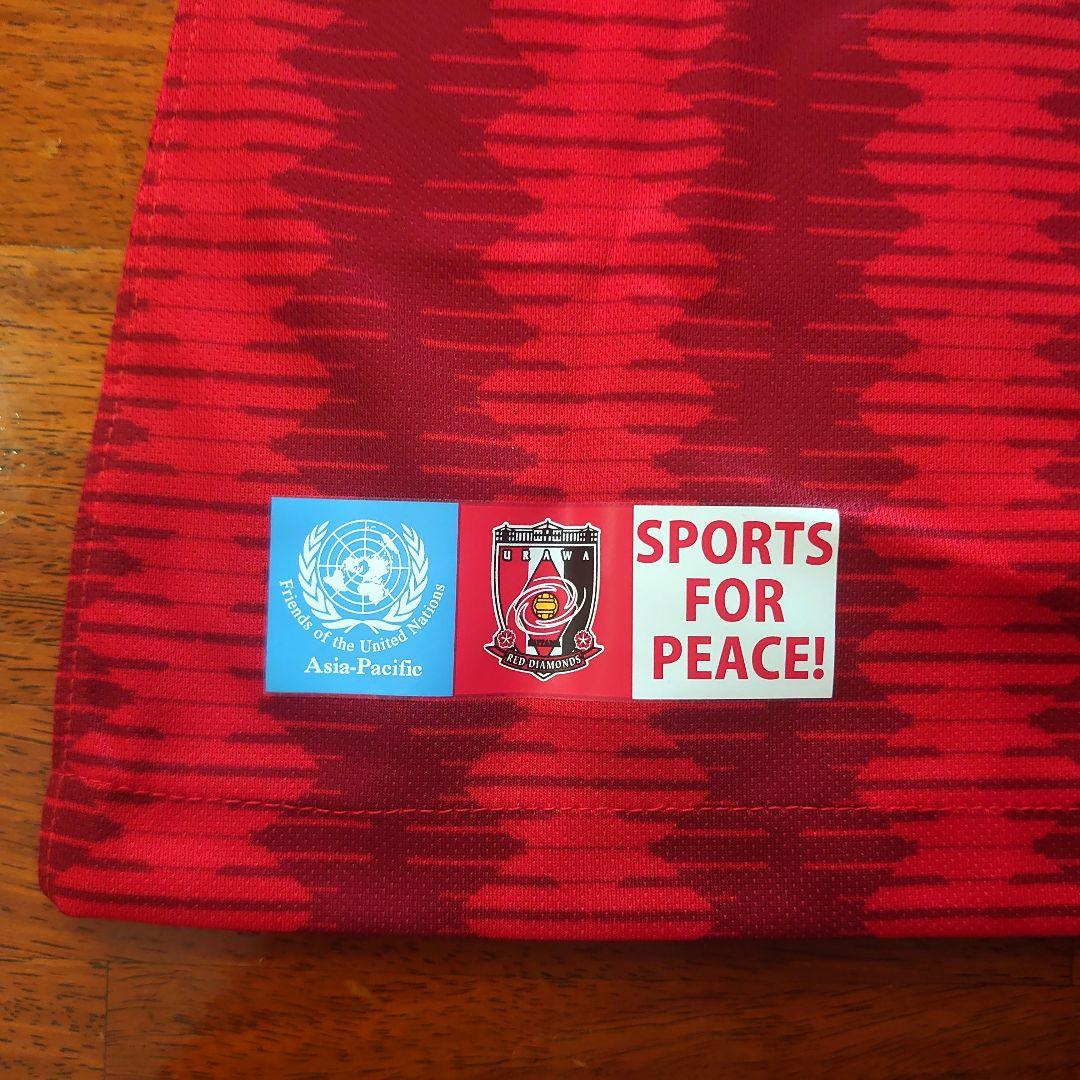 Friends of the United Nations
Asia-Pacific
URAWA
RED DIAMONDS
SPORTS
FOR
PEACE!